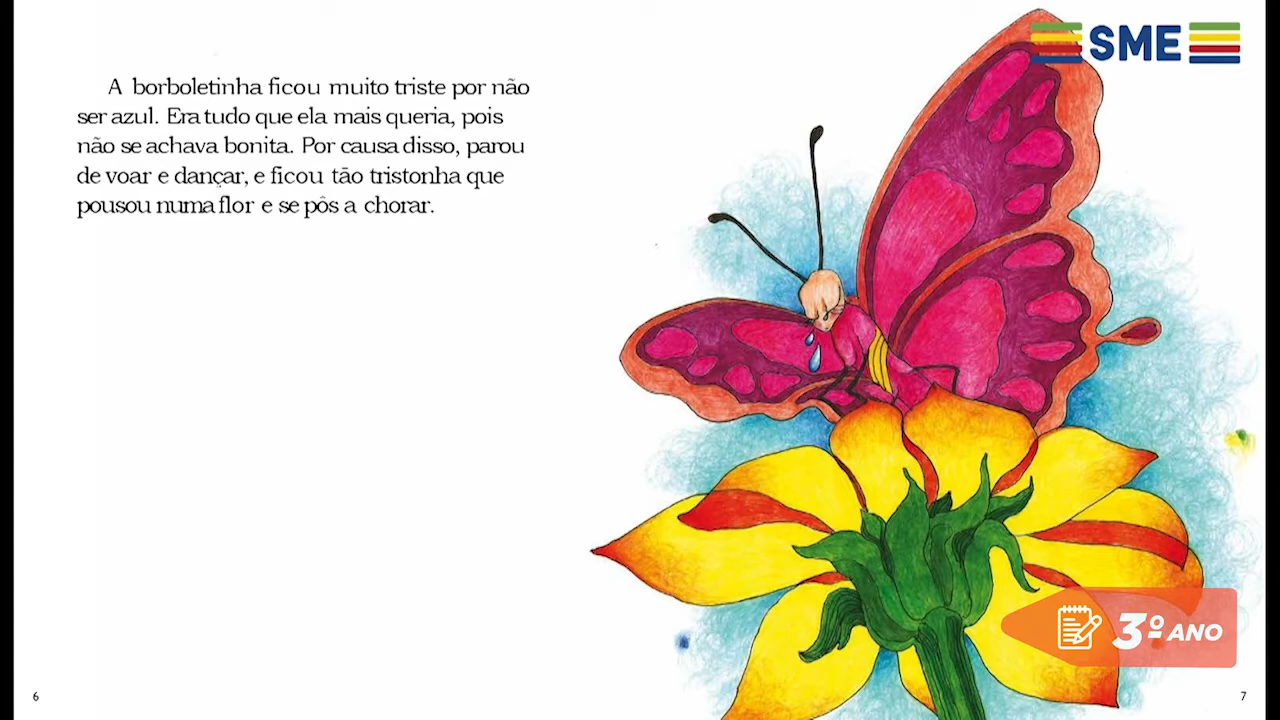 SME
A borboletinha ficou muito triste por não
ser azul. Era tudo que ela mais queria, pois
não se achava bonita. Por causa disso, parou
de voar e dançar, e ficou tão tristonha que
pousou numa flor e se pôs a chorar.
3º ANO
6
7